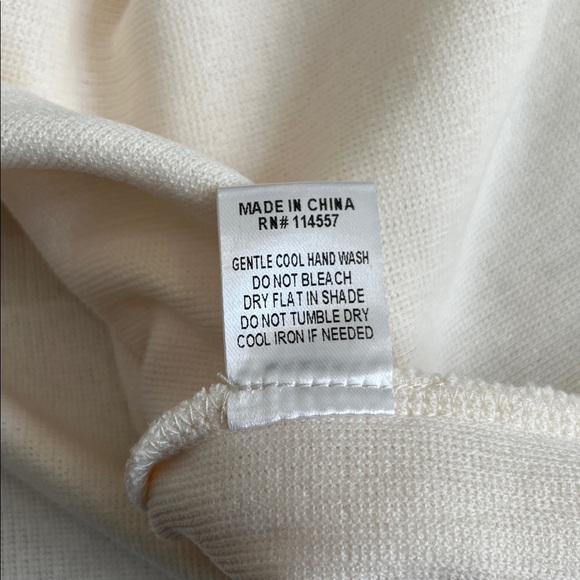 MADE IN CHINA
RN# 114557
GENTLE COOL HAND WASH
DO NOT BLEACH
DRY FLAT IN SHADE
DO NOT TUMBLE DRY
COOL IRON IF NEEDED